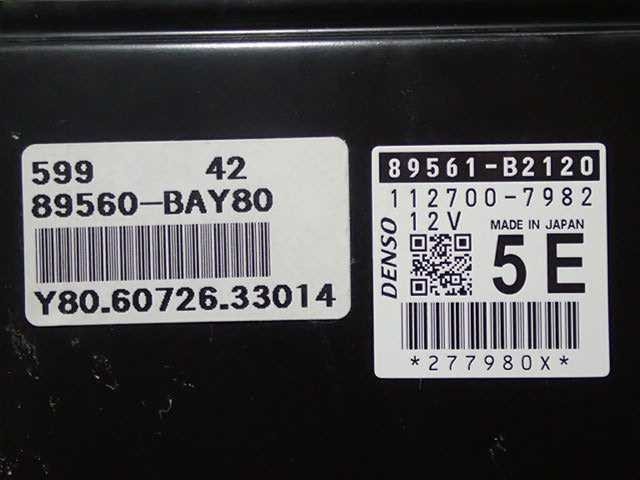 599 42
89560-BAY80
Y80.60726.33014
89561-B2120
112700-7982
12V
MADE IN JAPAN
DENSO
5E
*277980X*